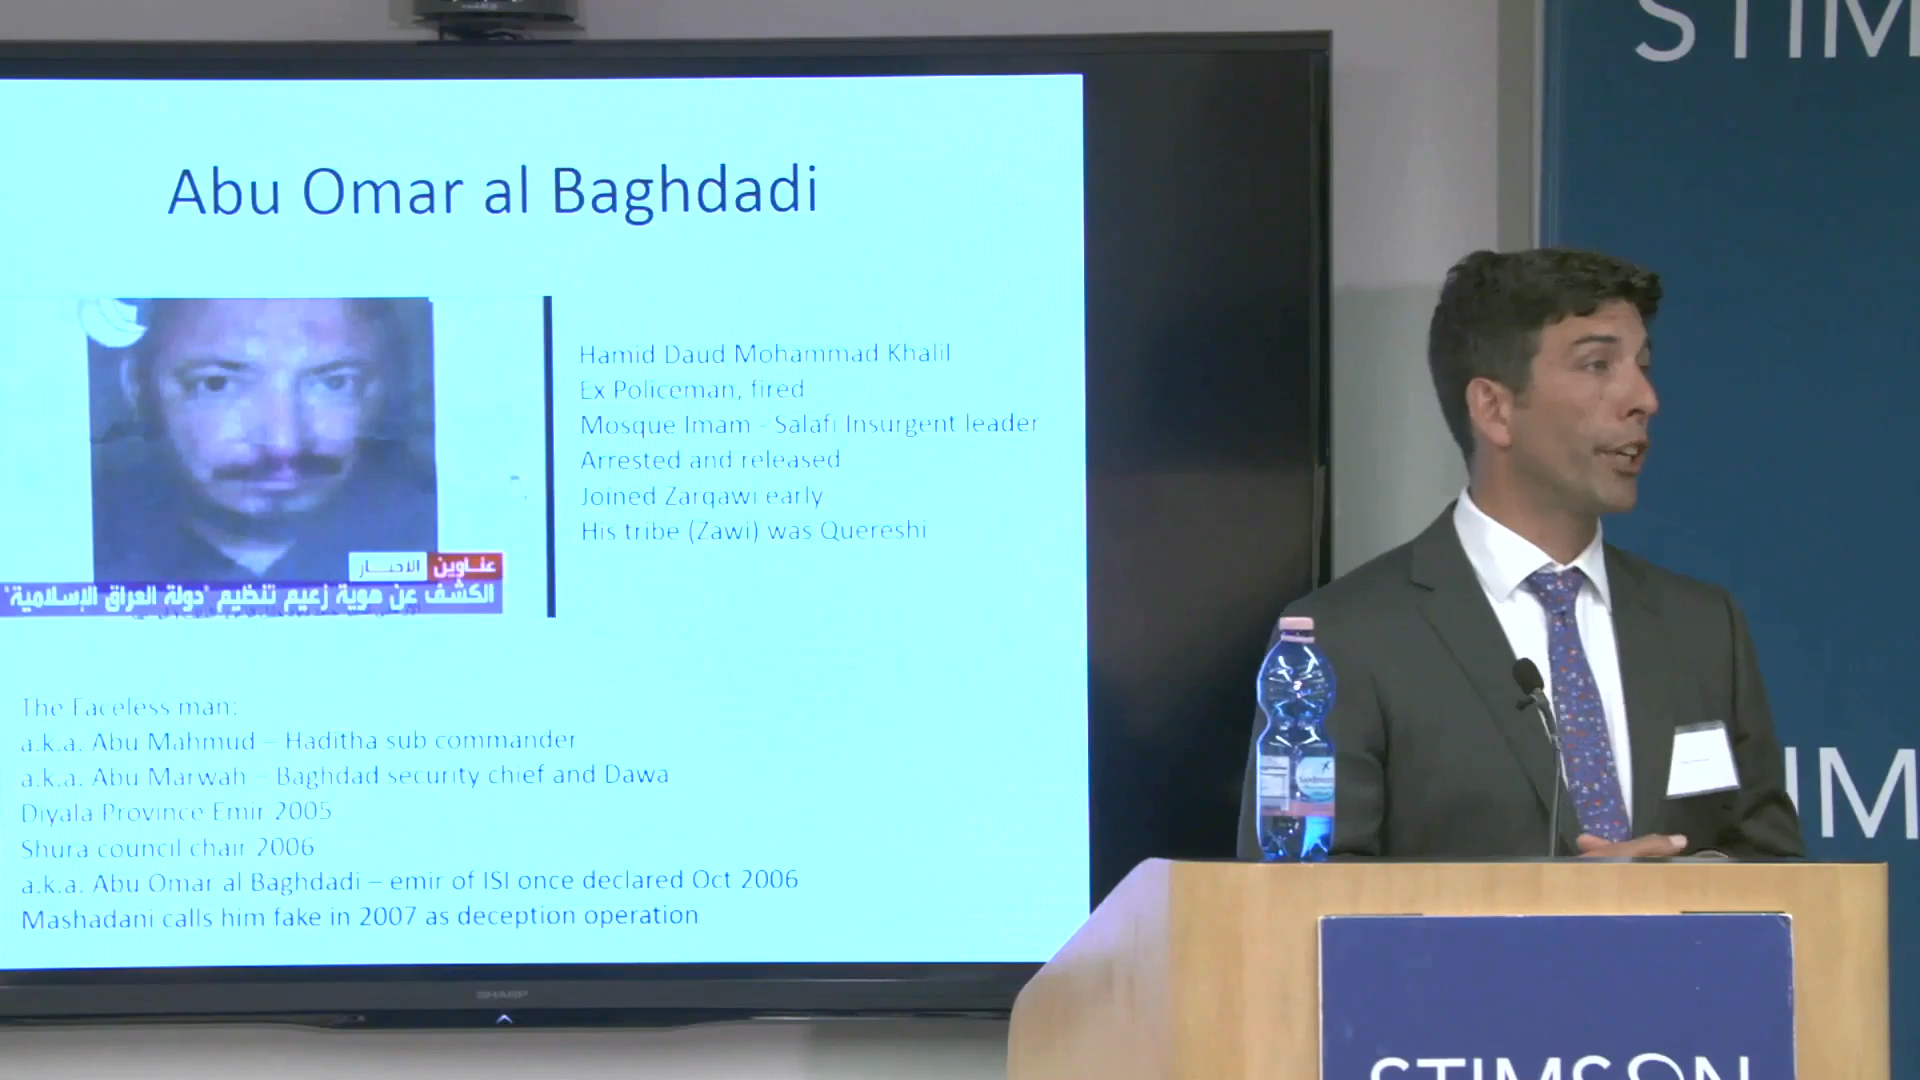 STIM
Abu Omar al Baghdadi
Hamid Daud Mohammad Khalil
Ex Policeman, fired
Mosque Imam - Salafi Insurgent leader
Arrested and released
Joined Zarqawi early
His tribe (Zawi) was Quereshi
عناوين الاخبار
الكشف عن هوية زعيم تنظيم "دولة العراق الإسلامية"
The Faceless man:
a.k.a. Abu Mahmud – Haditha sub commander
a.k.a. Abu Marwah – Baghdad security chief and Dawa
Diyala Province Emir 2005
Shura council chair 2006
a.k.a. Abu Omar al Baghdadi – emir of ISI once declared Oct 2006
Mashadani calls him fake in 2007 as deception operation
SHARP
IM
STIMSON